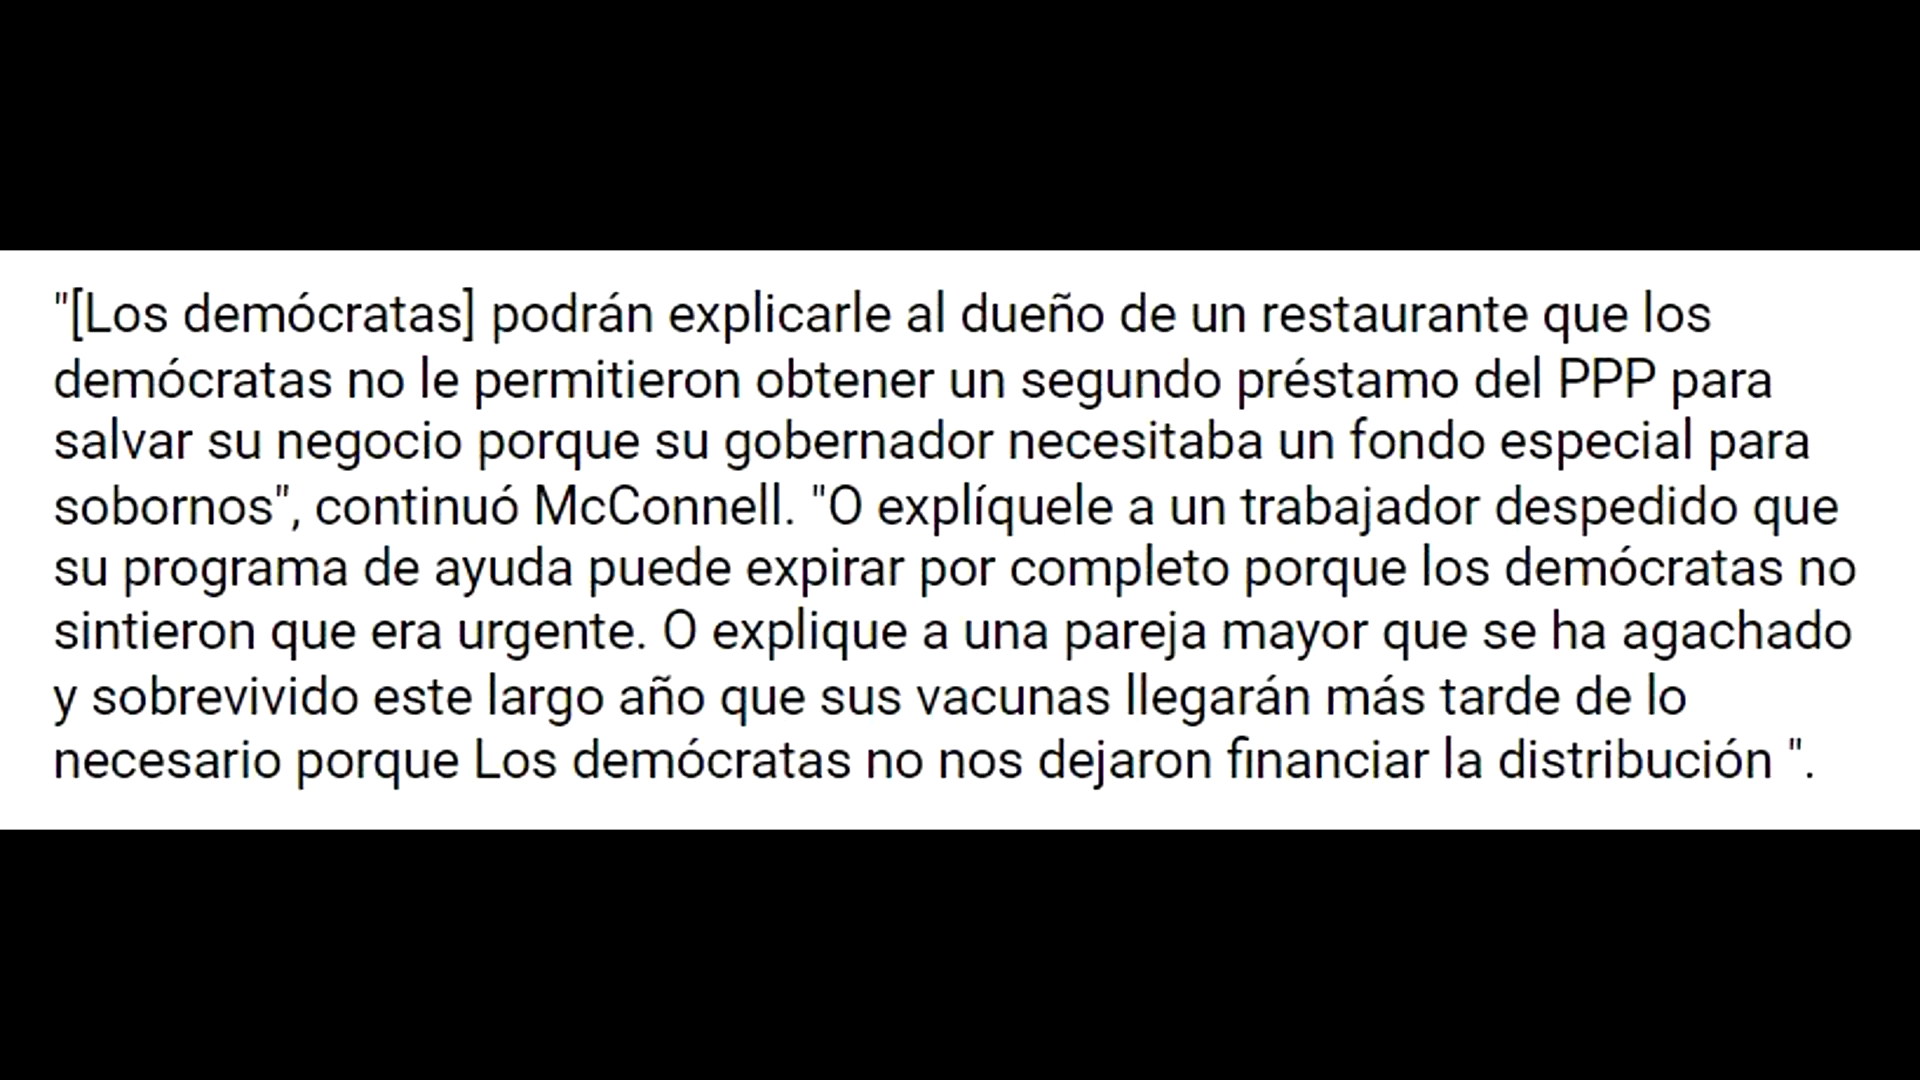 "[Los demócratas] podrán explicarle al dueño de un restaurante que los
demócratas no le permitieron obtener un segundo préstamo del PPP para
salvar su negocio porque su gobernador necesitaba un fondo especial para
sobornos", continuó McConnell. "O explíquele a un trabajador despedido que
su programa de ayuda puede expirar por completo porque los demócratas no
sintieron que era urgente. O explique a una pareja mayor que se ha agachado
y sobrevivido este largo año que sus vacunas llegarán más tarde de lo
necesario porque Los demócratas no nos dejaron financiar la distribución ".